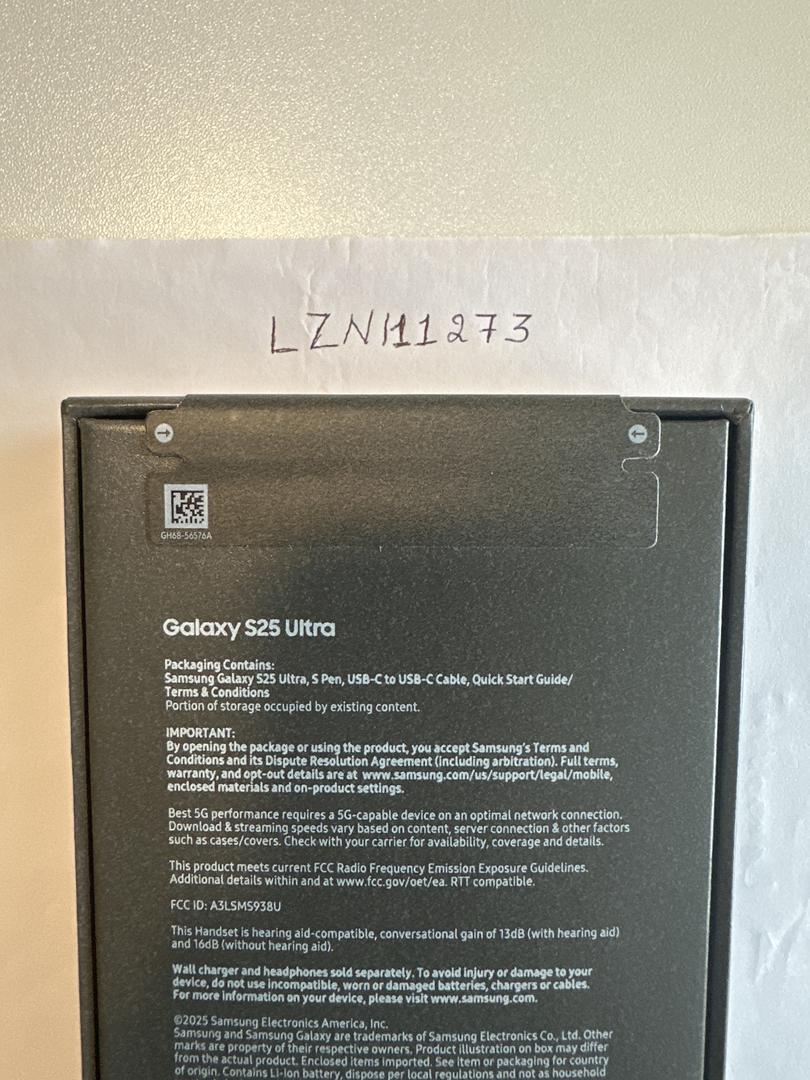 LZNI11273
GH68-56576A
Galaxy S25 Ultra
Packaging Contains:
Samsung Galaxy S25 Ultra, S Pen, USB-C to USB-C Cable, Quick Start Guide/
Terms & Conditions
Portion of storage occupied by existing content.
IMPORTANT:
By opening the package or using the product, you accept Samsung's Terms and
Conditions and its Dispute Resolution Agreement (including arbitration). Full terms,
warranty, and opt-out details are at www.samsung.com/us/support/legal/mobile,
enclosed materials and on-product settings.
Best 5G performance requires a 5G-capable device on an optimal network connection.
Download & streaming speeds vary based on content, server connection & other factors
such as cases/covers. Check with your carrier for availability, coverage and details.
This product meets current FCC Radio Frequency Emission Exposure Guidelines.
Additional details within and at www.fcc.gov/oet/ea. RTT compatible.
FCC ID: A3LSMS938U
This Handset is hearing aid-compatible, conversational gain of 13dB (with hearing aid)
and 16dB (without hearing aid).
Wall charger and headphones sold separately. To avoid injury or damage to your
device, do not use incompatible, worn or damaged batteries, chargers or cables.
For more information on your device, please visit www.samsung.com.
©2025 Samsung Electronics America, Inc.
Samsung and Samsung Galaxy are trademarks of Samsung Electronics Co., Ltd. Other
marks are property of their respective owners. Product illustration on box may differ
from the actual product. Enclosed items imported. See item or packaging for country
of origin. Contains Li-Ion battery, dispose per local regulations and not as household